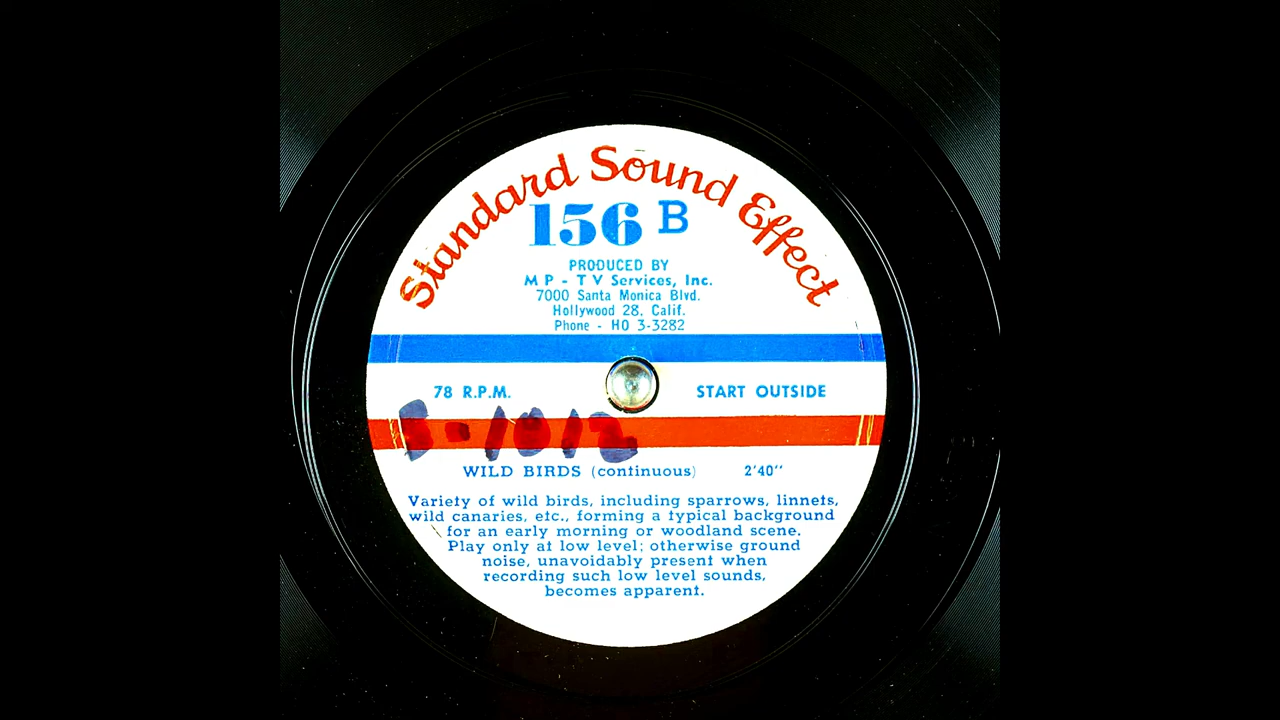 Standard Sound Effect
156 B
PRODUCED BY
M P - T V Services, Inc.
7000 Santa Monica Blvd.
Hollywood 28, Calif.
Phone - HO 3-3282
78 R.P.M. START OUTSIDE
S-1012
WILD BIRDS (continuous) 2'40"
Variety of wild birds, including sparrows, linnets,
wild canaries, etc., forming a typical background
for an early morning or woodland scene.
Play only at low level; otherwise ground
noise, unavoidably present when
recording such low level sounds,
becomes apparent.